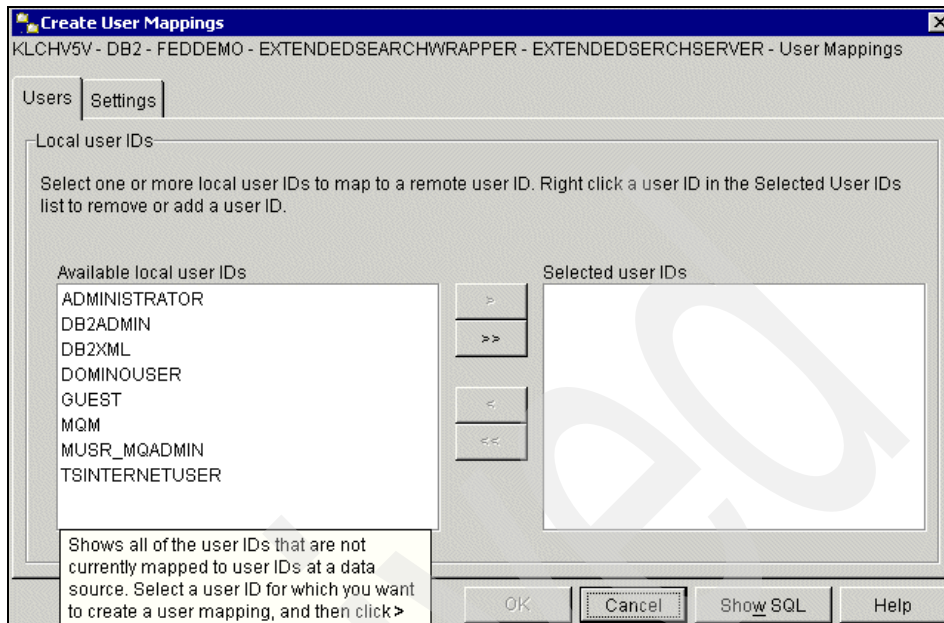 Create User Mappings
KLCHV5V - DB2 - FEDDEMO - EXTENDEDSEARCHWRAPPER - EXTENDEDSERCHSERVER - User Mappings
Users Settings
Local user IDs
Select one or more local user IDs to map to a remote user ID. Right click a user ID in the Selected User IDs
list to remove or add a user ID.
Available local user IDs
Selected user IDs
ADMINISTRATOR
DB2ADMIN
DB2XML
DOMINOUSER
GUEST
MQM
MUSR_MQADMIN
TSINTERNETUSER
>
>>
<
<<
Shows all of the user IDs that are not
currently mapped to user IDs at a data
source. Select a user ID for which you want
to create a user mapping, and then click >
OK Cancel Show SQL Help